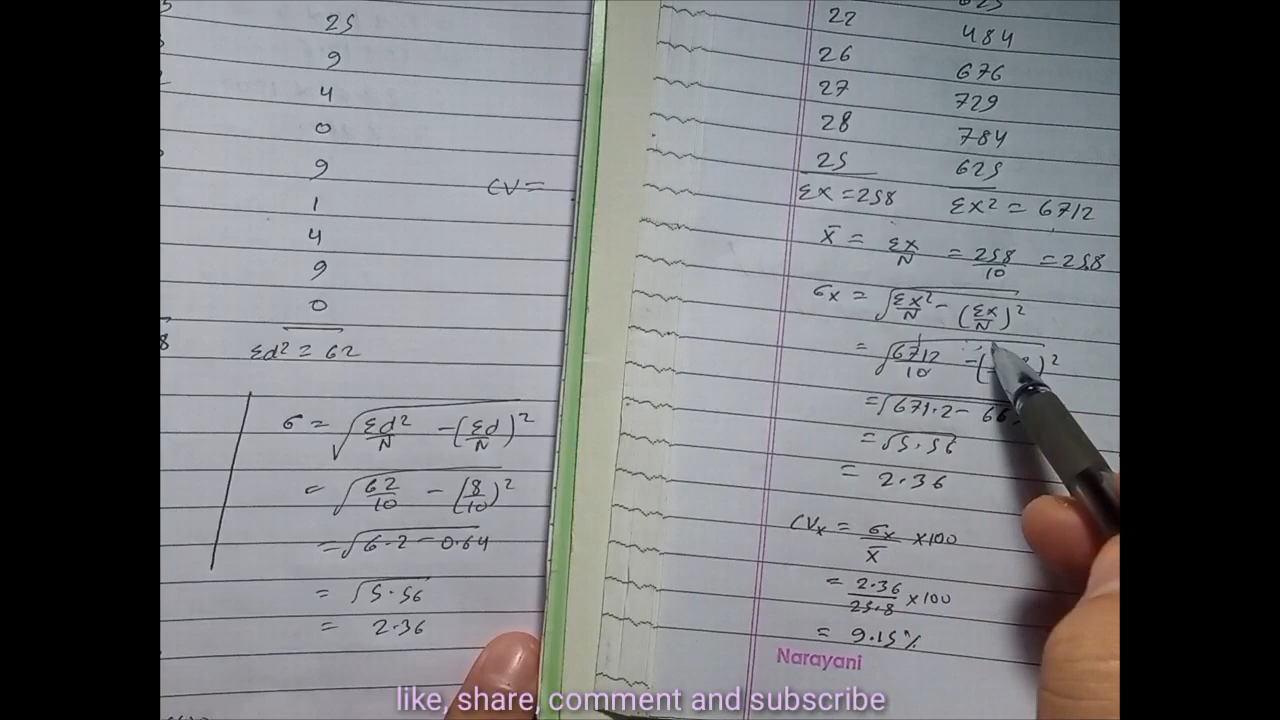 25
9
4
0
9
1
4
9
0
Σd² = 62
CV =
σ = √(Σd²/N - (Σd/N)²)
= √(62/10 - (8/10)²)
= √(6.2 - 0.64)
= √5.56
= 2.36
22 484
26 676
27 729
28 784
25 625
ΣX = 258 ΣX² = 6712
X̄ = ΣX/N = 258/10 = 25.8
σx = √(ΣX²/N - (ΣX/N)²)
= √(6712/10 - ( )²
= √671.2 - 66
= √5.56
= 2.36
CVx = σx/X̄ × 100
= 2.36/25.8 × 100
= 9.15%
Narayani
like, share, comment and subscribe